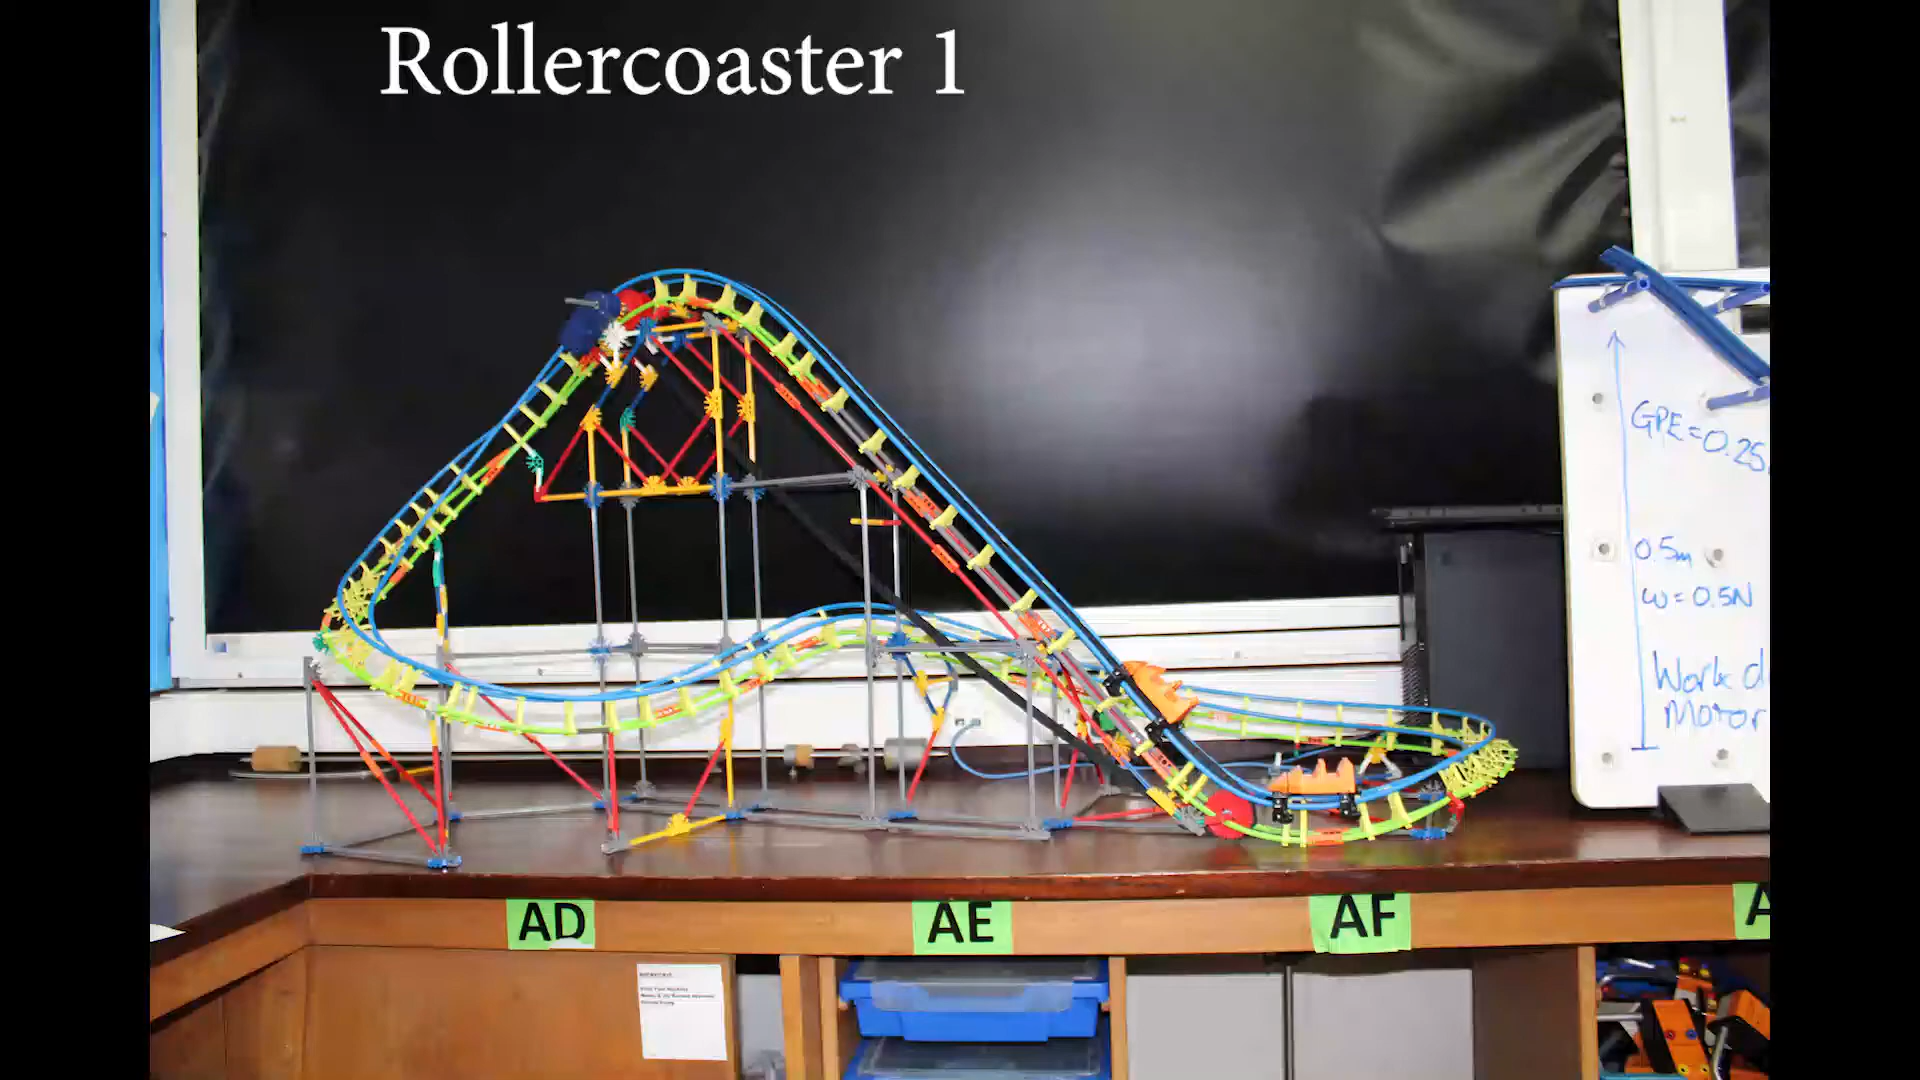 Rollercoaster 1
GPE=0.25
0.5m
w=0.5N
Work d
Motor
AD
AE
AF
A